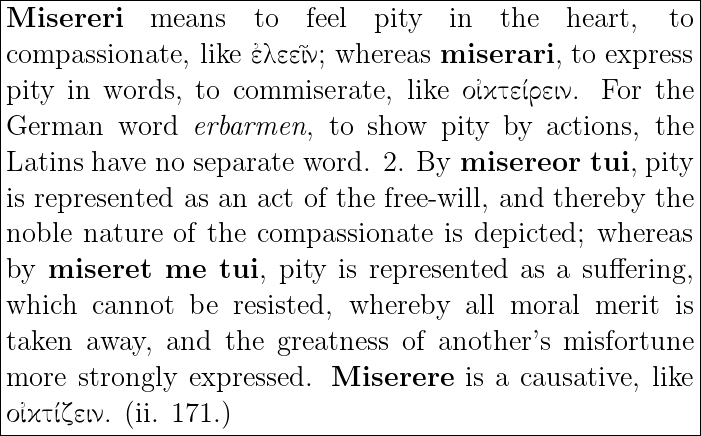 Misereri means to feel pity in the heart, to
compassionate, like ἐλεεῖν; whereas miserari, to express
pity in words, to commiserate, like οἰκτείρειν. For the
German word erbarmen, to show pity by actions, the
Latins have no separate word. 2. By misereor tui, pity
is represented as an act of the free-will, and thereby the
noble nature of the compassionate is depicted; whereas
by miseret me tui, pity is represented as a suffering,
which cannot be resisted, whereby all moral merit is
taken away, and the greatness of another's misfortune
more strongly expressed. Miserere is a causative, like
οἰκτίζειν. (ii. 171.)